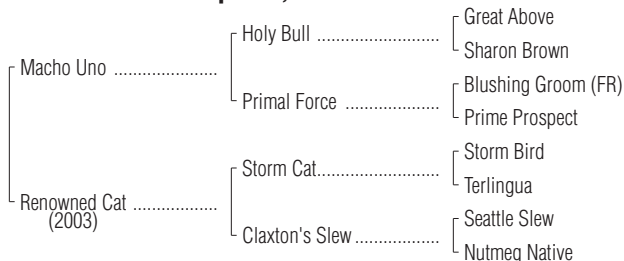 Great Above
Holy Bull ....................................
Sharon Brown
Macho Uno ......................
Blushing Groom (FR)
Primal Force ............................
Prime Prospect
Storm Bird
Storm Cat....................................
Terlingua
Renowned Cat ..................
(2003)
Seattle Slew
Claxton's Slew .........................
Nutmeg Native